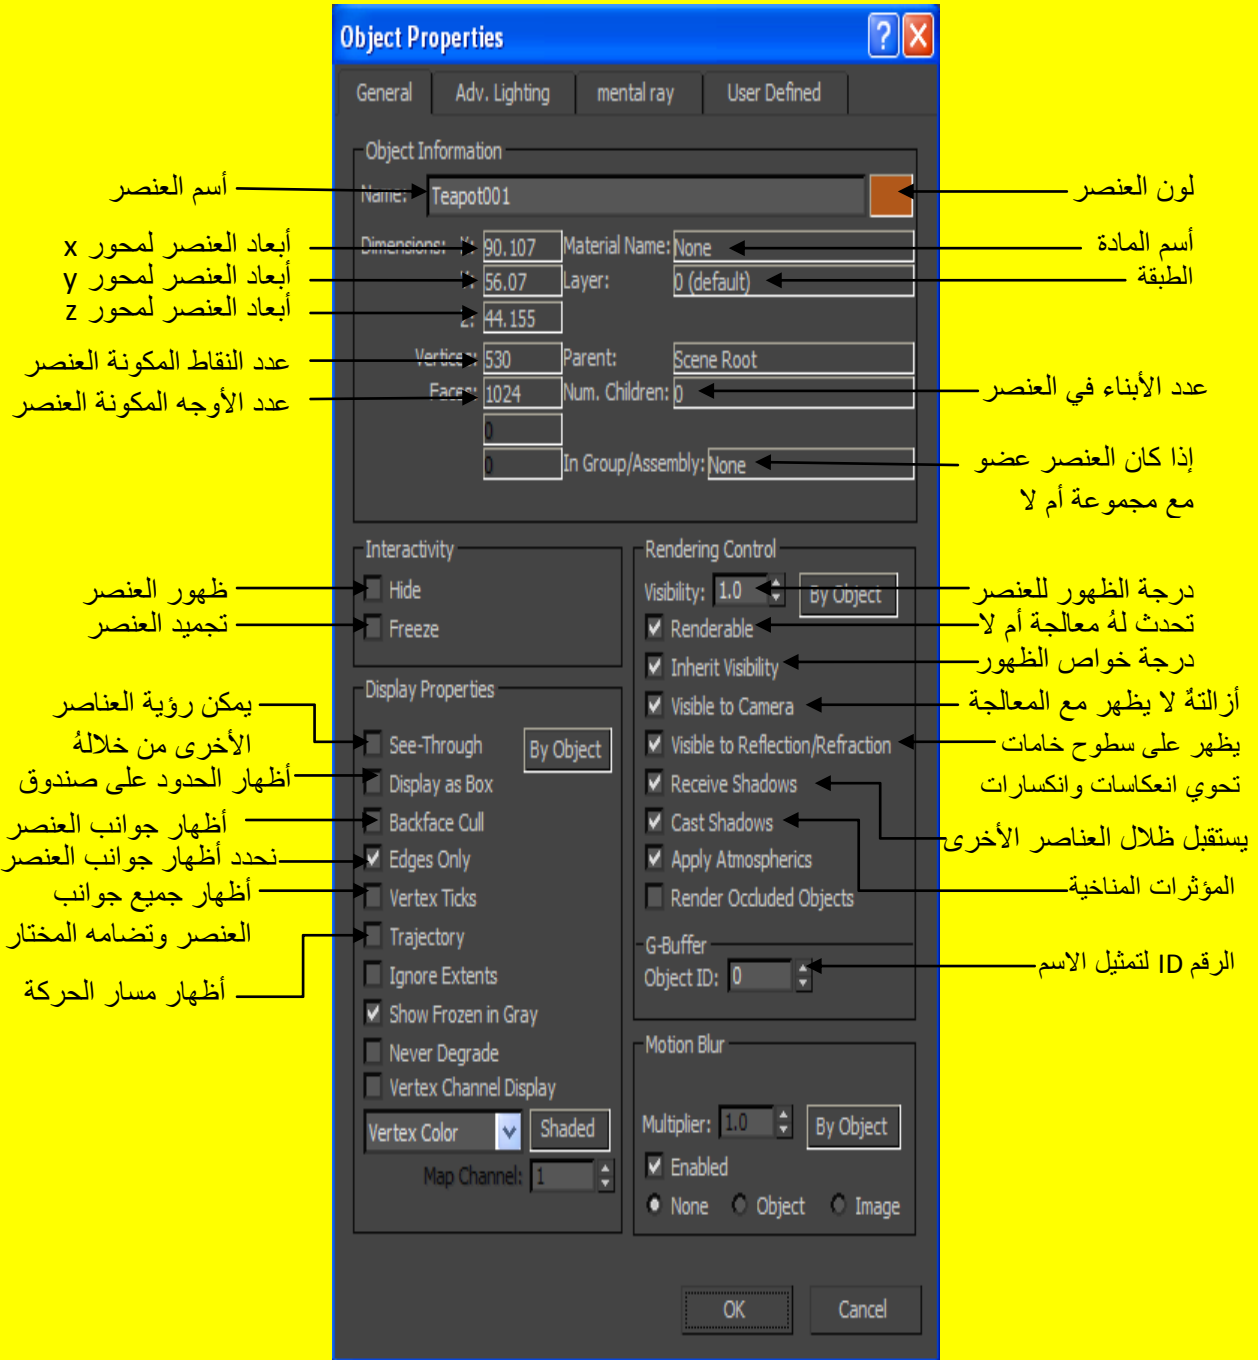 Object Properties
General Adv. Lighting mental ray User Defined
Object Information
أسم العنصر
Name: Teapot001
لون العنصر
أبعاد العنصر لمحور x
Dimensions: X: 90.107 Material Name: None
أسم المادة
أبعاد العنصر لمحور y
Y: 56.07 Layer: 0 (default)
الطبقة
أبعاد العنصر لمحور z
Z: 44.155
عدد النقاط المكونة العنصر
Vertices: 530 Parent: Scene Root
عدد الأوجه المكونة العنصر
Faces: 1024 Num. Children: 0
عدد الأبناء في العنصر
0
0 In Group/Assembly: None
إذا كان العنصر عضو
مع مجموعة أم لا
Interactivity
ظهور العنصر
Hide
تجميد العنصر
Freeze
Rendering Control
Visibility: 1.0 By Object
درجة الظهور للعنصر
Renderable
تحدث لهُ معالجة أم لا
Inherit Visibility
درجة خواص الظهور
Visible to Camera
أزالتهٌ لا يظهر مع المعالجة
Visible to Reflection/Refraction
يظهر على سطوح خامات
تحوي انعكاسات وانكسارات
Receive Shadows
يستقبل ظلال العناصر الأخرى
Cast Shadows
المؤثرات المناخية
Apply Atmospherics
Render Occluded Objects
G-Buffer
Object ID: 0
الرقم ID لتمثيل الاسم
Display Properties
يمكن رؤية العناصر
الأخرى من خلالهُ
See-Through By Object
أظهار الحدود على صندوق
Display as Box
أظهار جوانب العنصر
Backface Cull
نحدد أظهار جوانب العنصر
Edges Only
أظهار جميع جوانب
العنصر وتضامه المختار
Vertex Ticks
أظهار مسار الحركة
Trajectory
Ignore Extents
Show Frozen in Gray
Never Degrade
Vertex Channel Display
Vertex Color Shaded
Map Channel: 1
Motion Blur
Multiplier: 1.0 By Object
Enabled
None Object Image
OK Cancel